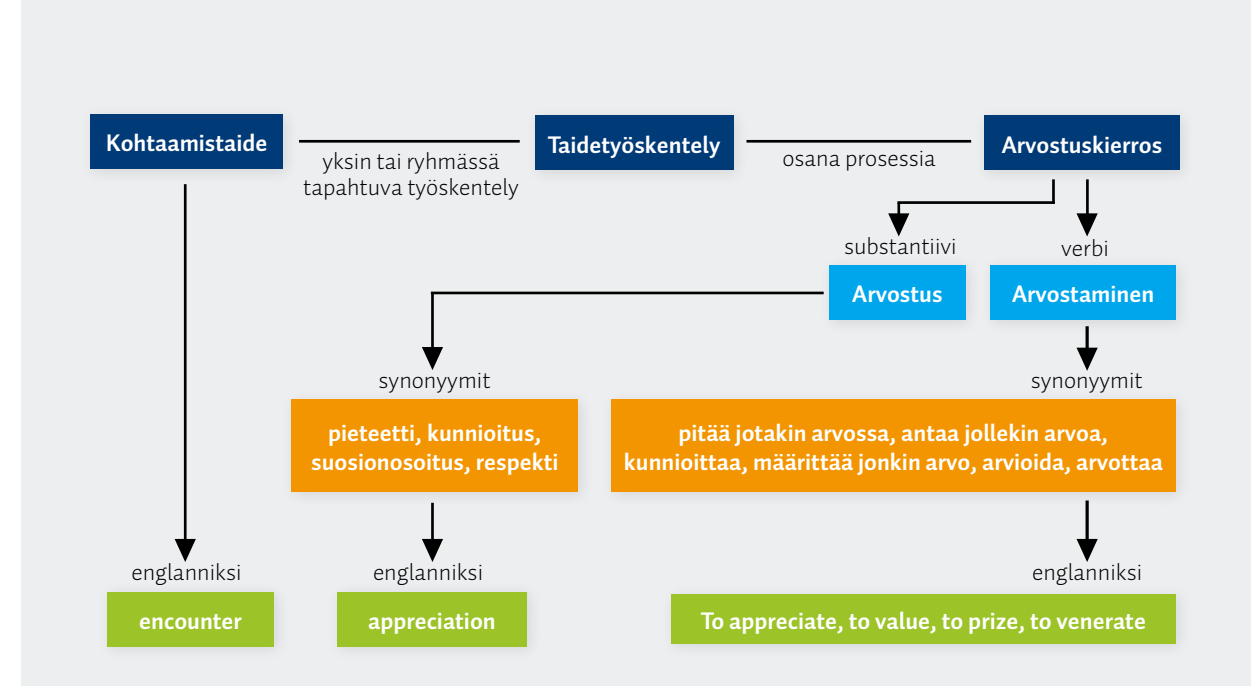 Kohtaamistaide
yksin tai ryhmässä
tapahtuva työskentely
Taidetyöskentely
osana prosessia
Arvostuskierros
substantiivi
verbi
Arvostus
Arvostaminen
synonyymit
synonyymit
pieteetti, kunnioitus,
suosionosoitus, respekti
pitää jotakin arvossa, antaa jollekin arvoa,
kunnioittaa, määrittää jonkin arvo, arvioida, arvottaa
englanniksi
englanniksi
englanniksi
encounter
appreciation
To appreciate, to value, to prize, to venerate